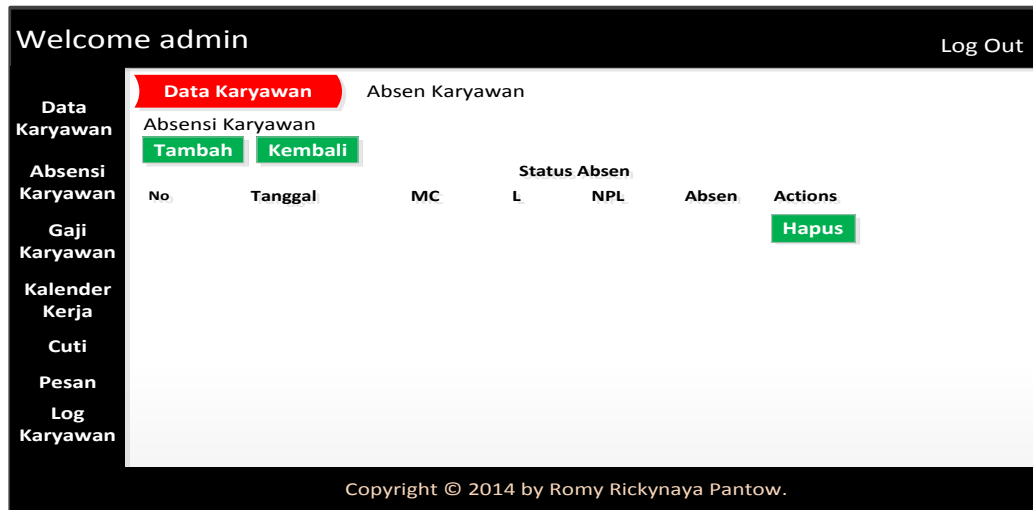 Welcome admin
Log Out
Data
Karyawan
Absensi
Karyawan
Gaji
Karyawan
Kalender
Kerja
Cuti
Pesan
Log
Karyawan
Data Karyawan
Absen Karyawan
Absensi Karyawan
Tambah
Kembali
Status Absen
No Tanggal MC L NPL Absen Actions
Hapus
Copyright © 2014 by Romy Rickynaya Pantow.